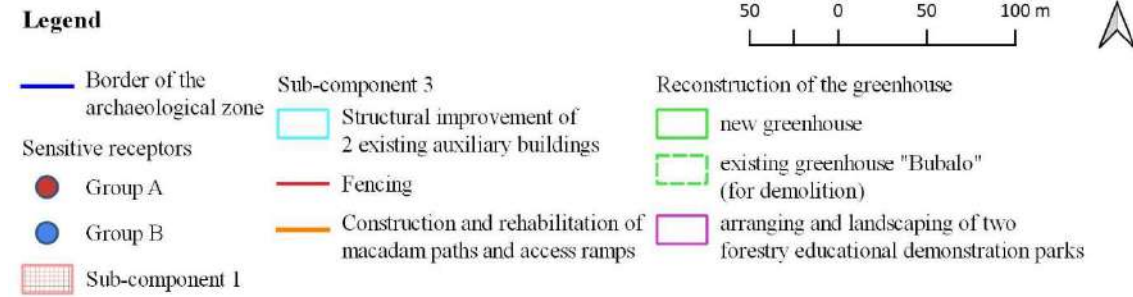 Legend
50 0 50 100 m
Border of the
archaeological zone
Sensitive receptors
Group A
Group B
Sub-component 1
Sub-component 3
Structural improvement of
2 existing auxiliary buildings
Fencing
Construction and rehabilitation of
macadam paths and access ramps
Reconstruction of the greenhouse
new greenhouse
existing greenhouse "Bubalo"
(for demolition)
arranging and landscaping of two
forestry educational demonstration parks